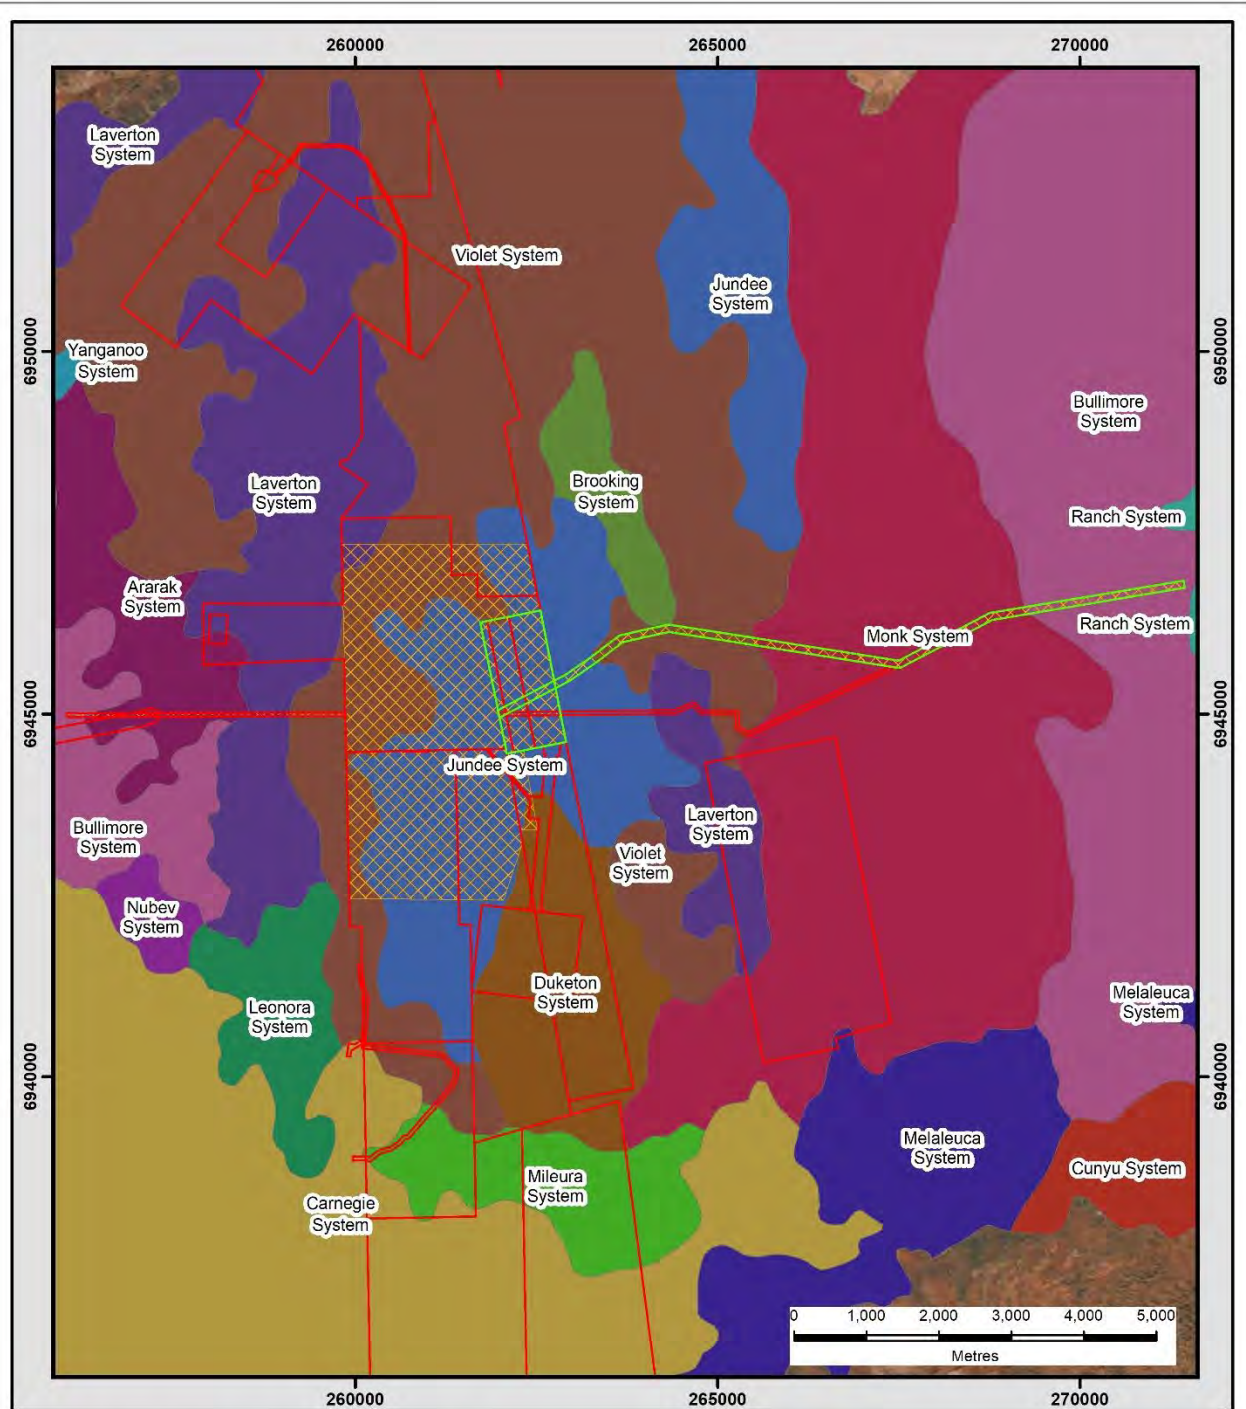 260000
265000
270000
Laverton
System
Violet System
Jundee
System
6950000
6950000
Yanganoo
System
Bullimore
System
Laverton
System
Brooking
System
Ranch System
Ararak
System
Ranch System
Monk System
6945000
6945000
Jundee System
Laverton
System
Bullimore
System
Violet
System
Nubev
System
Duketon
System
Leonora
System
Melaleuca
System
6940000
6940000
Melaleuca
System
Cunyu System
Mileura
System
Carnegie
System
0
1,000
2,000
3,000
4,000
5,000
Metres
260000
265000
270000